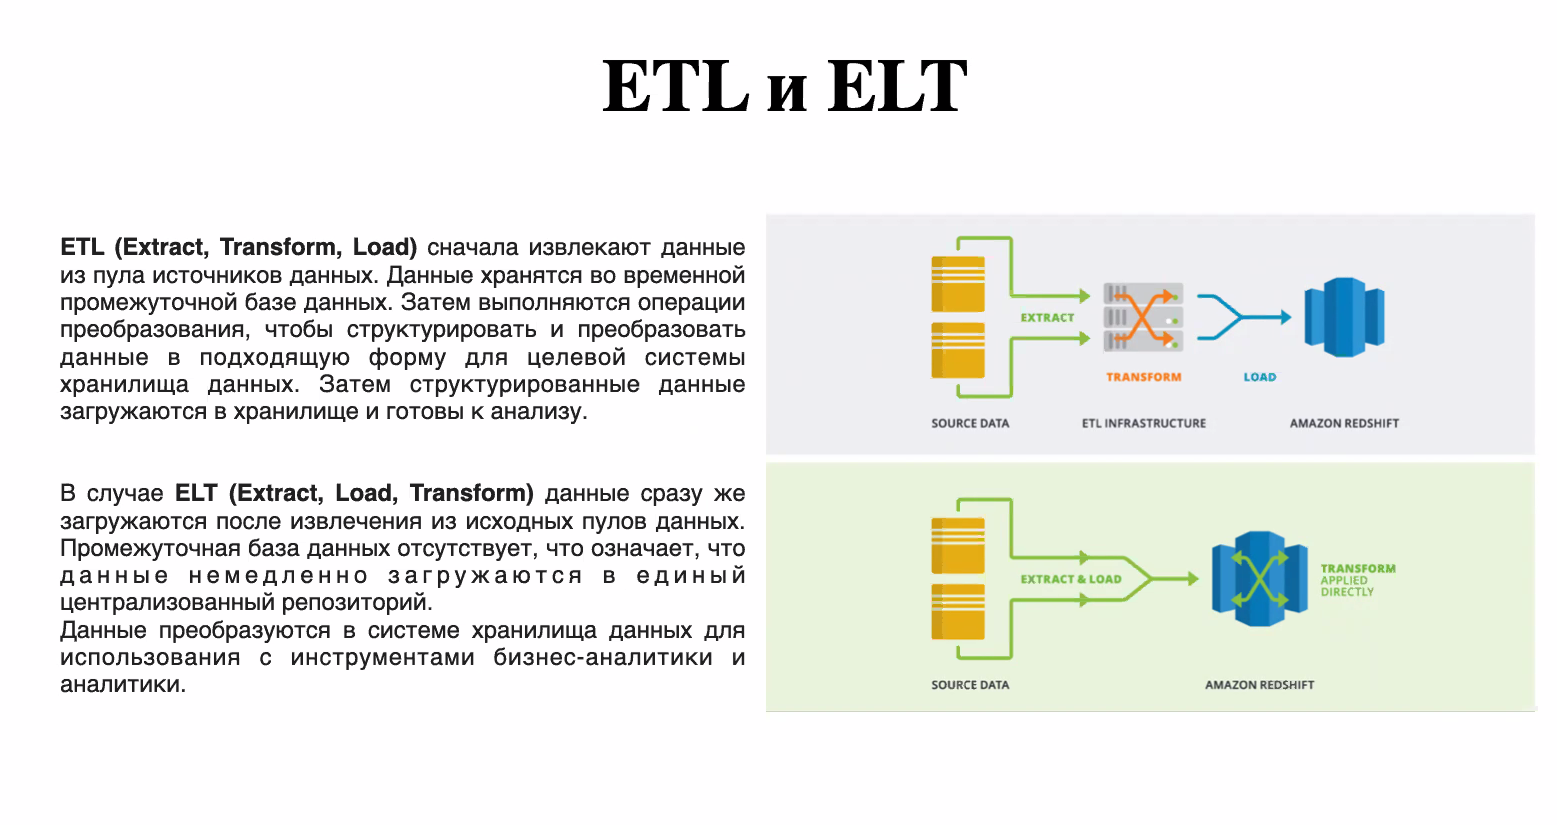 ETL и ELT
ETL (Extract, Transform, Load) сначала извлекают данные
из пула источников данных. Данные хранятся во временной
промежуточной базе данных. Затем выполняются операции
преобразования, чтобы структурировать и преобразовать
данные в подходящую форму для целевой системы
хранилища данных. Затем структурированные данные
загружаются в хранилище и готовы к анализу.
В случае ELT (Extract, Load, Transform) данные сразу же
загружаются после извлечения из исходных пулов данных.
Промежуточная база данных отсутствует, что означает, что
данные немедленно загружаются в единый
централизованный репозиторий.
Данные преобразуются в системе хранилища данных для
использования с инструментами бизнес-аналитики и
аналитики.
EXTRACT
TRANSFORM
LOAD
SOURCE DATA
ETL INFRASTRUCTURE
AMAZON REDSHIFT
EXTRACT & LOAD
TRANSFORM
APPLIED
DIRECTLY
SOURCE DATA
AMAZON REDSHIFT